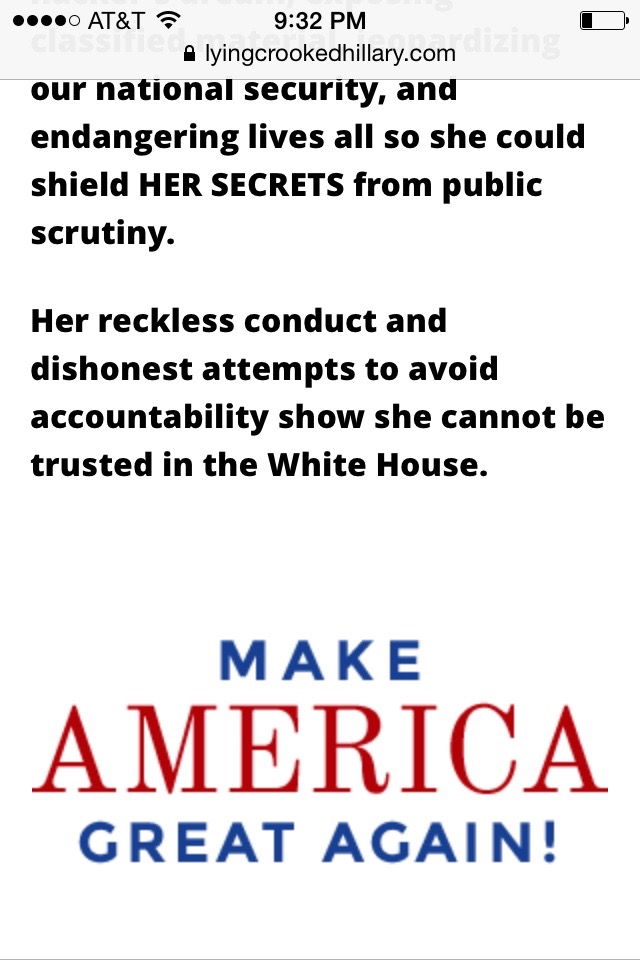 AT&T 9:32 PM
lyingcrookedhillary.com
classified material, jeopardizing
our national security, and
endangering lives all so she could
shield HER SECRETS from public
scrutiny.
Her reckless conduct and
dishonest attempts to avoid
accountability show she cannot be
trusted in the White House.
MAKE
AMERICA
GREAT AGAIN!